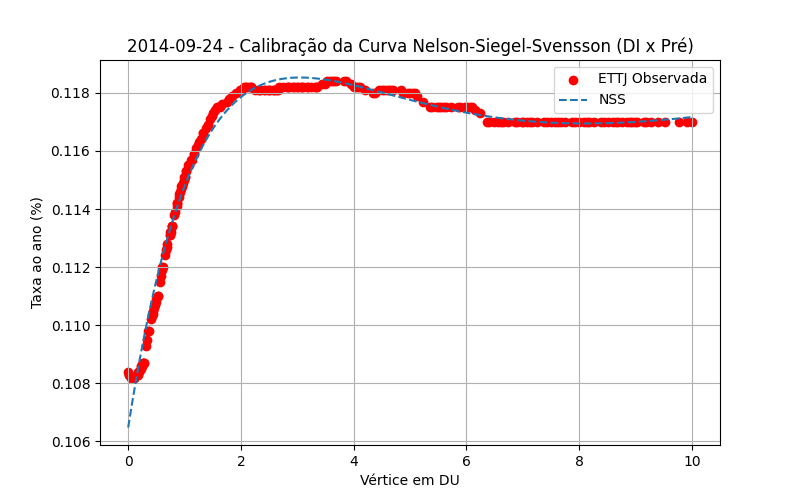 2014-09-24 - Calibração da Curva Nelson-Siegel-Svensson (DI x Pré)
ETTJ Observada
NSS
Taxa ao ano (%)
0.118
0.116
0.114
0.112
0.110
0.108
0.106
0 2 4 6 8 10
Vértice em DU